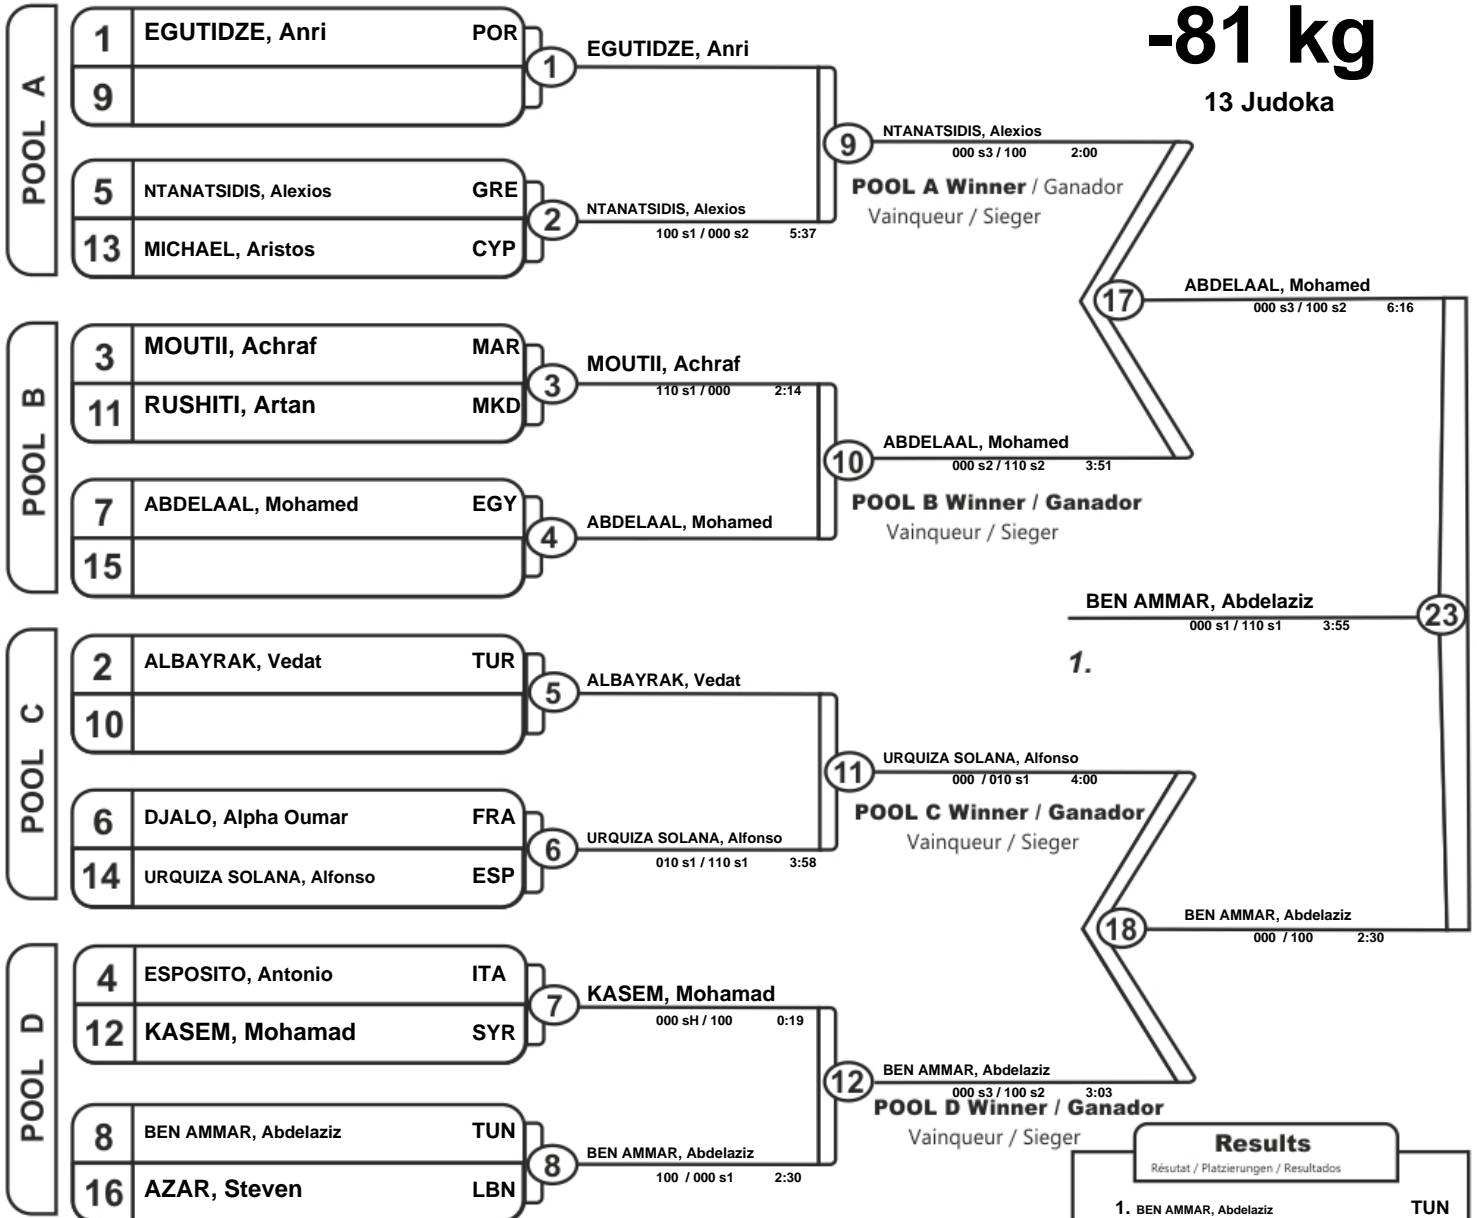 -81 kg
13 Judoka
POOL A
1 EGUTIDZE, Anri POR
9
1
EGUTIDZE, Anri
5 NTANATSIDIS, Alexios GRE
13 MICHAEL, Aristos CYP
2
NTANATSIDIS, Alexios
100 s1 / 000 s2 5:37
9
NTANATSIDIS, Alexios
000 s3 / 100 2:00
POOL A Winner / Ganador
Vainqueur / Sieger
POOL B
3 MOUTII, Achraf MAR
11 RUSHITI, Artan MKD
3
MOUTII, Achraf
110 s1 / 000 2:14
7 ABDELAAL, Mohamed EGY
15
4
ABDELAAL, Mohamed
10
ABDELAAL, Mohamed
000 s2 / 110 s2 3:51
POOL B Winner / Ganador
Vainqueur / Sieger
17
ABDELAAL, Mohamed
000 s3 / 100 s2 6:16
BEN AMMAR, Abdelaziz
000 s1 / 110 s1 3:55
23
1.
POOL C
2 ALBAYRAK, Vedat TUR
10
5
ALBAYRAK, Vedat
6 DJALO, Alpha Oumar FRA
14 URQUIZA SOLANA, Alfonso ESP
6
URQUIZA SOLANA, Alfonso
010 s1 / 110 s1 3:58
11
URQUIZA SOLANA, Alfonso
000 / 010 s1 4:00
POOL C Winner / Ganador
Vainqueur / Sieger
18
BEN AMMAR, Abdelaziz
000 / 100 2:30
POOL D
4 ESPOSITO, Antonio ITA
12 KASEM, Mohamad SYR
7
KASEM, Mohamad
000 sH / 100 0:19
8 BEN AMMAR, Abdelaziz TUN
16 AZAR, Steven LBN
8
BEN AMMAR, Abdelaziz
100 / 000 s1 2:30
12
BEN AMMAR, Abdelaziz
000 s3 / 100 s2 3:03
POOL D Winner / Ganador
Vainqueur / Sieger
Results
Résutat / Platzierungen / Resultados
1. BEN AMMAR, Abdelaziz TUN